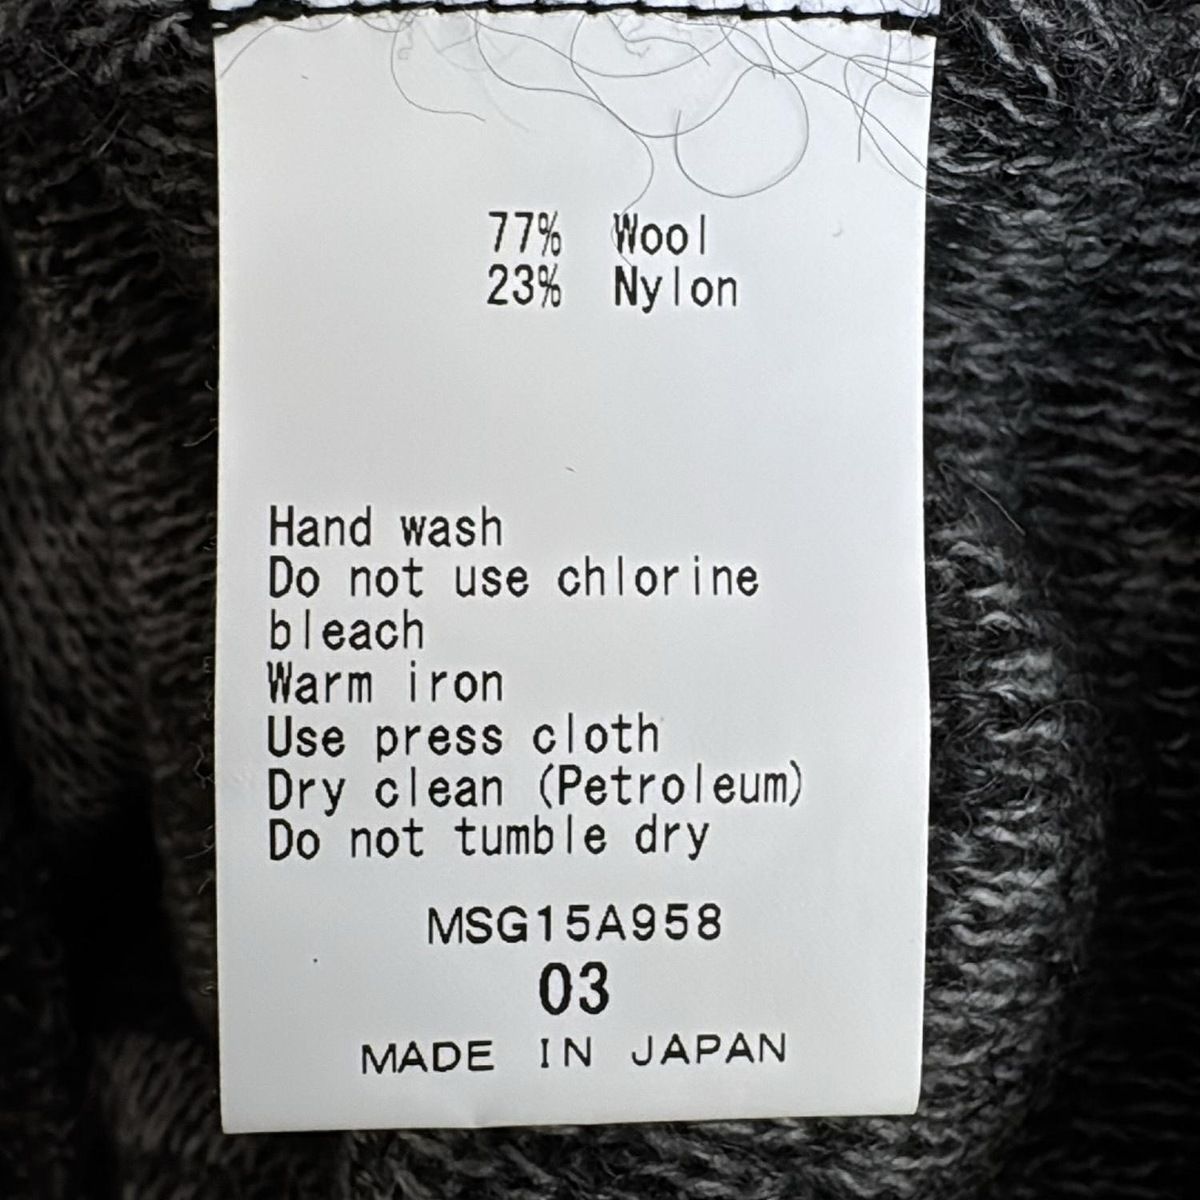 77% Wool
23% Nylon
Hand wash
Do not use chlorine
bleach
Warm iron
Use press cloth
Dry clean (Petroleum)
Do not tumble dry
MSG15A958
03
MADE IN JAPAN